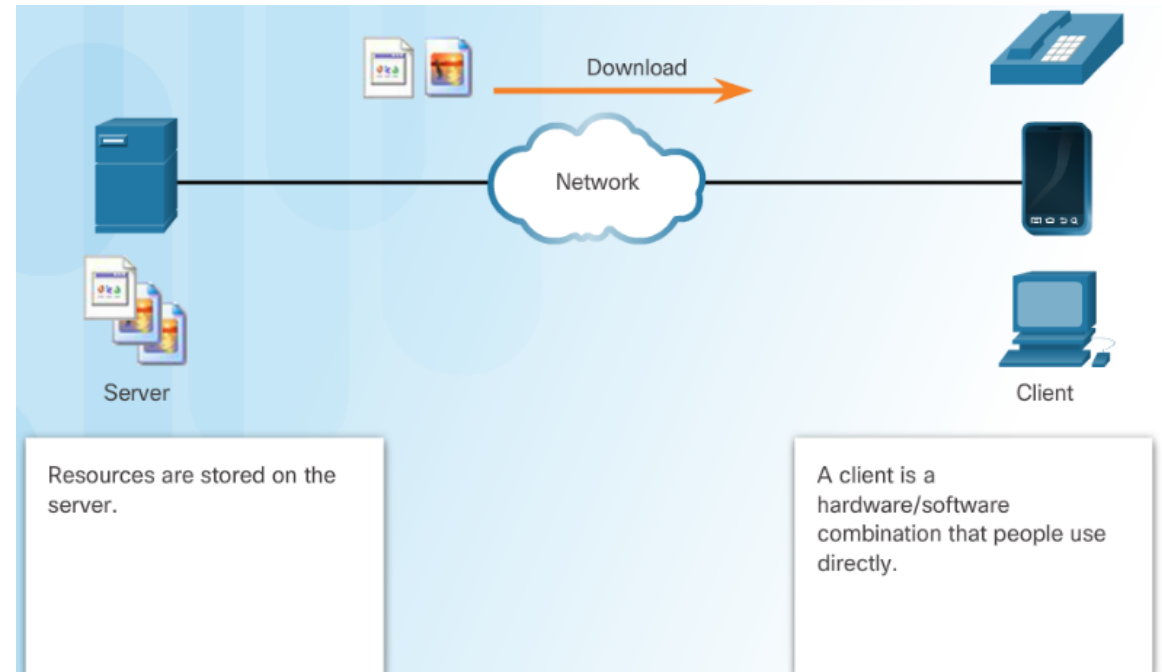 Download
Network
Server
Client
Resources are stored on the
server.
A client is a
hardware/software
combination that people use
directly.